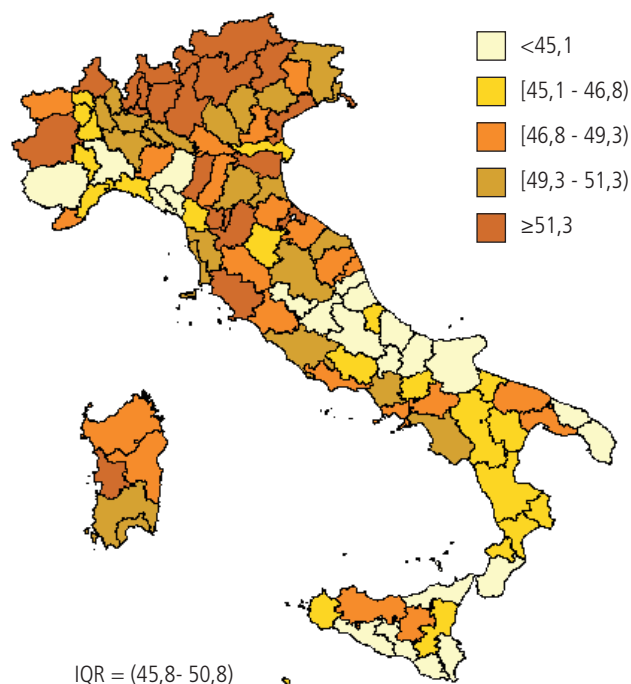 <45,1
[45,1 - 46,8)
[46,8 - 49,3)
[49,3 - 51,3)
≥51,3
IQR = (45,8- 50,8)